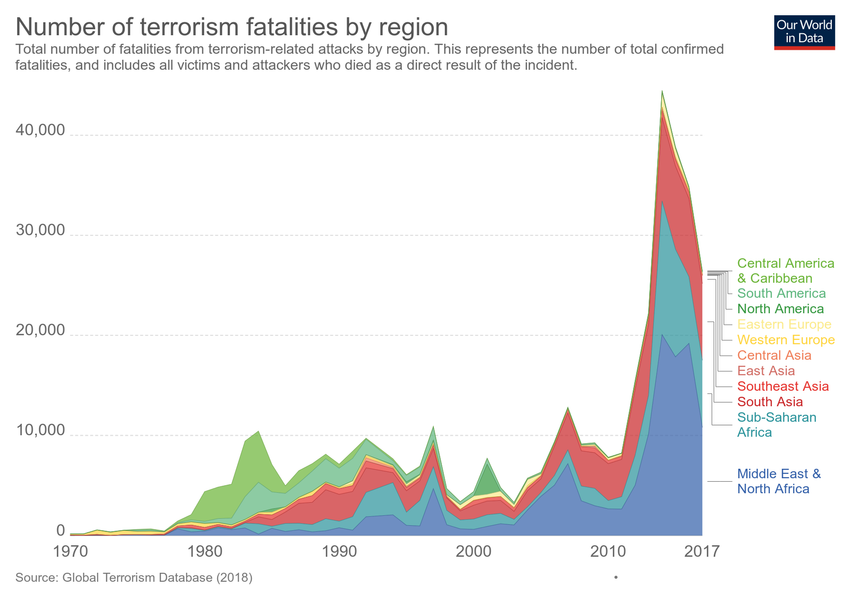 Number of terrorism fatalities by region
Our World
in Data
Total number of fatalities from terrorism-related attacks by region. This represents the number of total confirmed
fatalities, and includes all victims and attackers who died as a direct result of the incident.
40,000
30,000
20,000
10,000
0
1970
1980
1990
2000
2010
2017
Central America
& Caribbean
South America
North America
Eastern Europe
Western Europe
Central Asia
East Asia
Southeast Asia
South Asia
Sub-Saharan
Africa
Middle East &
North Africa
Source: Global Terrorism Database (2018)